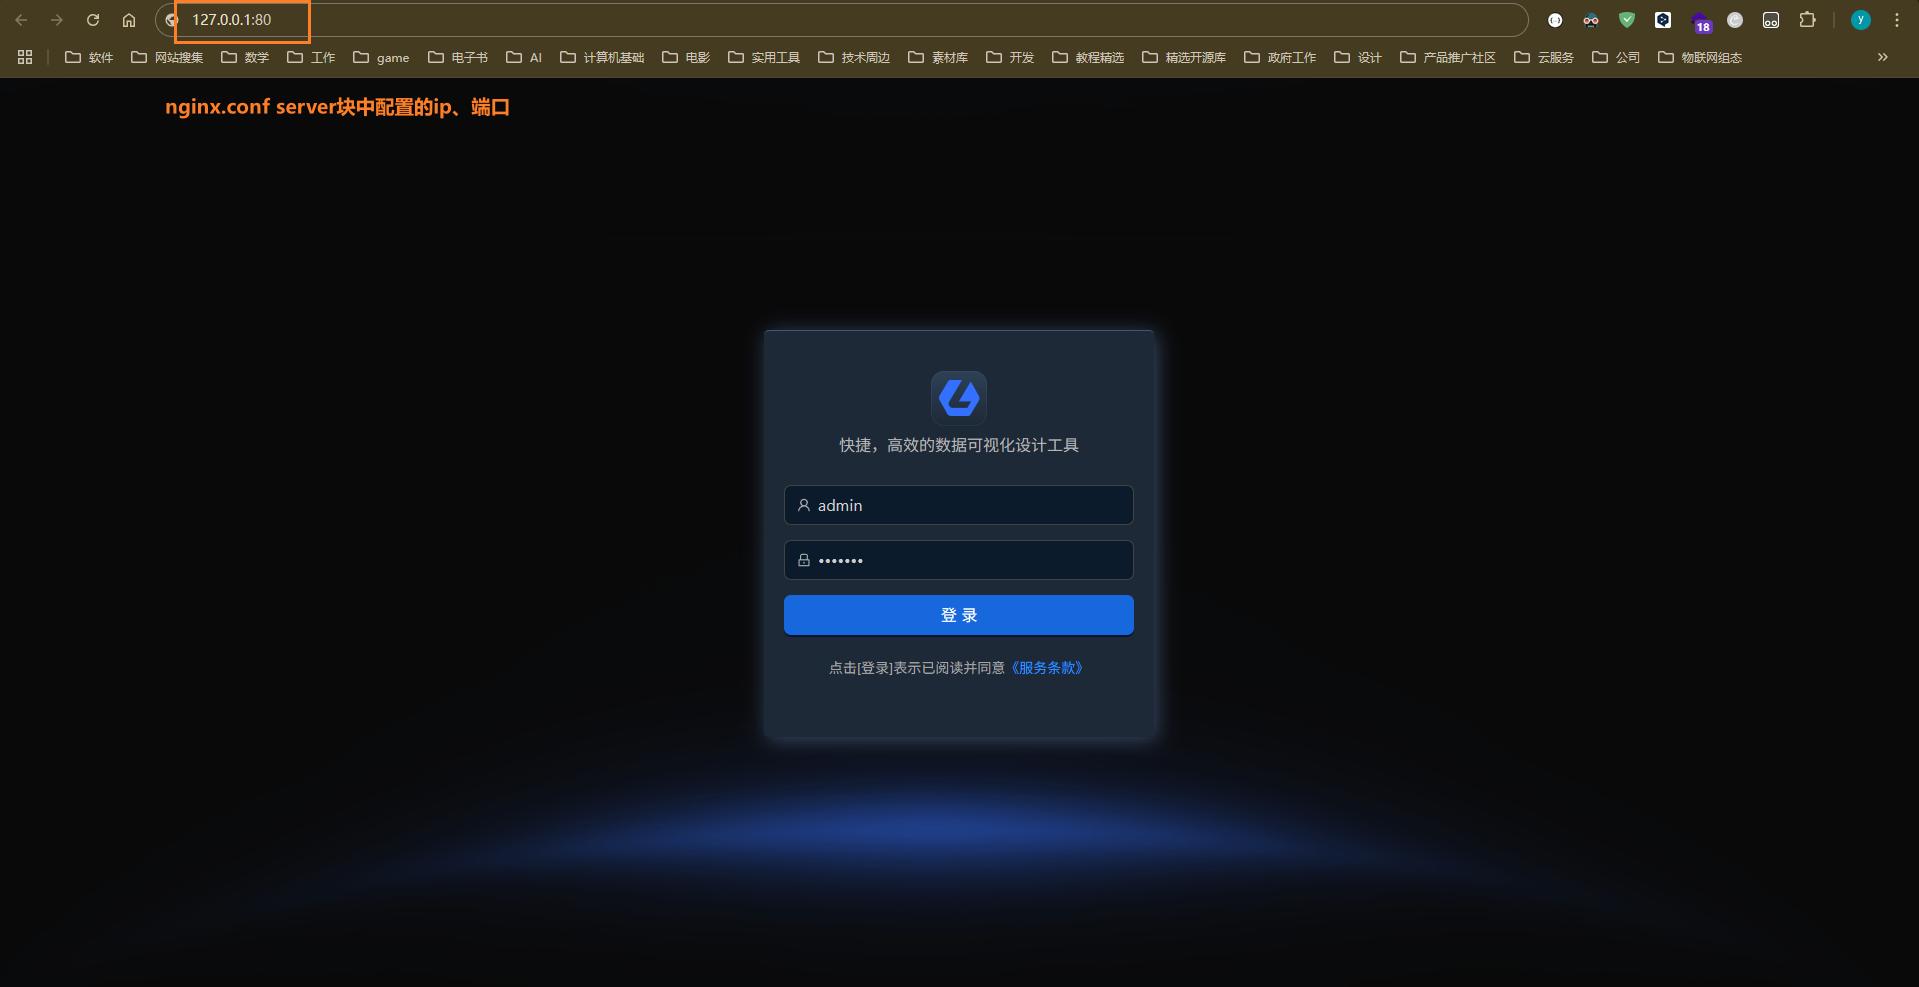 127.0.0.1:80
18
y
软件 网站搜集 数学 工作 game 电子书 AI 计算机基础 电影 实用工具 技术周边 素材库 开发 教程精选 精选开源库 政府工作 设计 产品推广社区 云服务 公司 物联网组态
nginx.conf server块中配置的ip、端口
快捷，高效的数据可视化设计工具
admin
•••••••
登 录
点击[登录]表示已阅读并同意《服务条款》